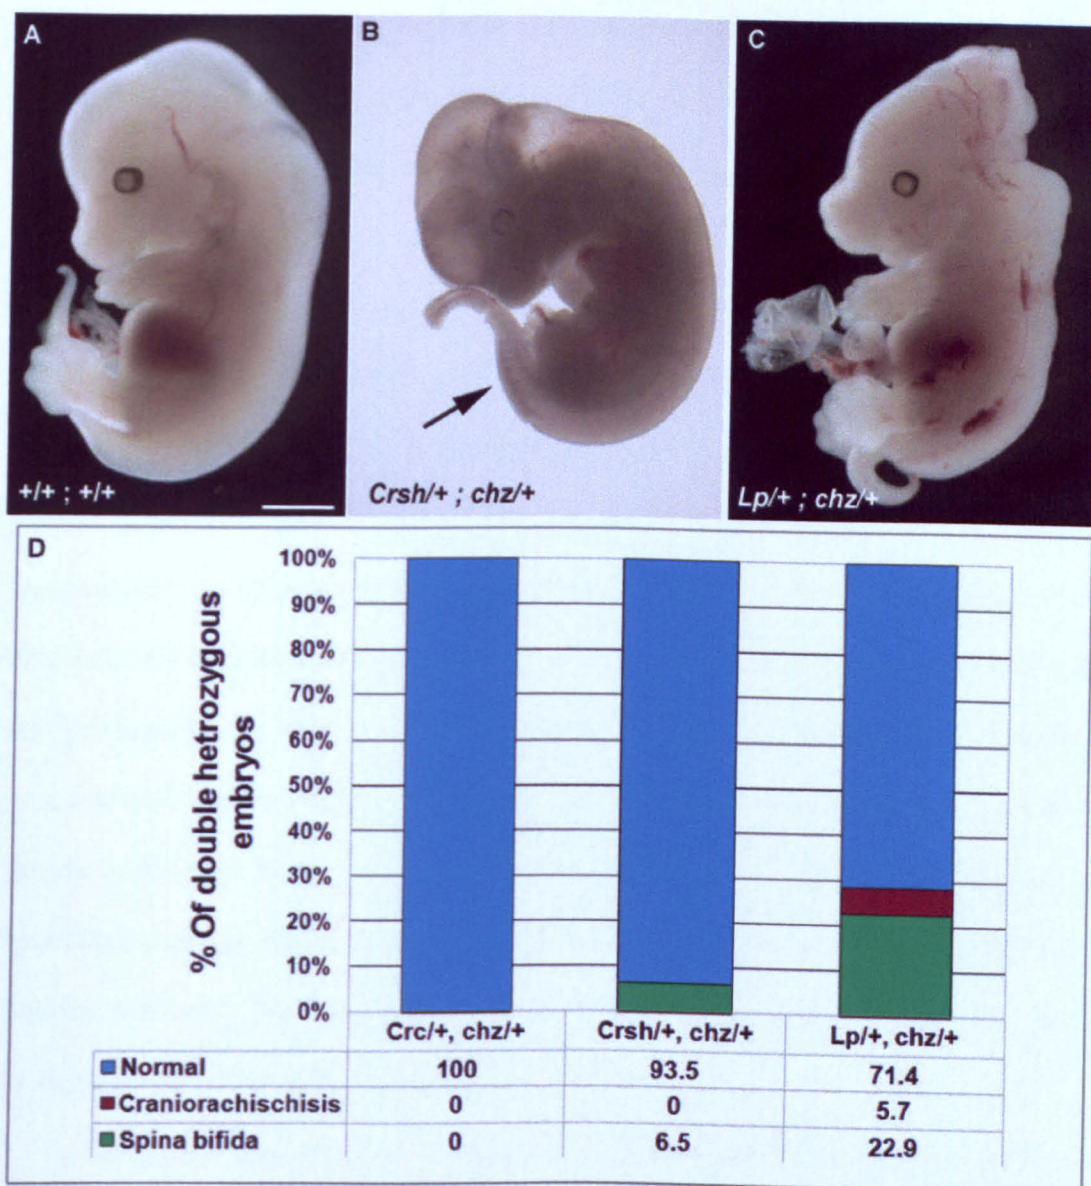 A
B
C
+/+ ; +/+
Crsh/+ ; chz/+
Lp/+ ; chz/+
D
% Of double hetrozygous
embryos
100%
90%
80%
70%
60%
50%
40%
30%
20%
10%
0%
Crc/+, chz/+ Crsh/+, chz/+ Lp/+, chz/+
Normal 100 93.5 71.4
Craniorachischisis 0 0 5.7
Spina bifida 0 6.5 22.9